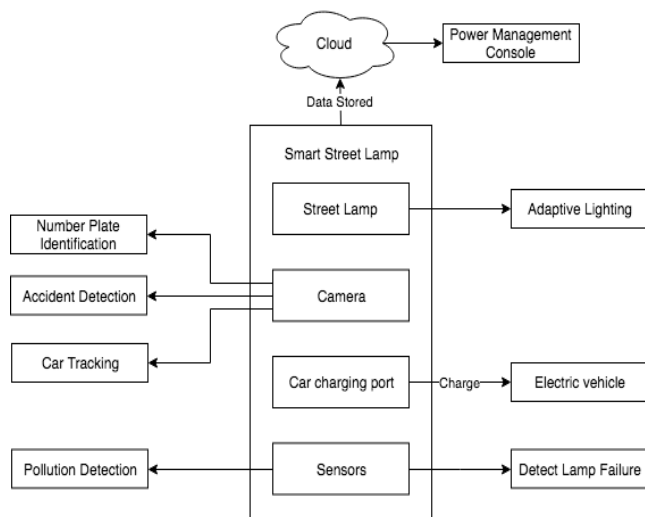 Cloud
Power Management
Console
Data Stored
Smart Street Lamp
Street Lamp
Adaptive Lighting
Number Plate
Identification
Camera
Accident Detection
Car Tracking
Car charging port
Charge
Electric vehicle
Pollution Detection
Sensors
Detect Lamp Failure